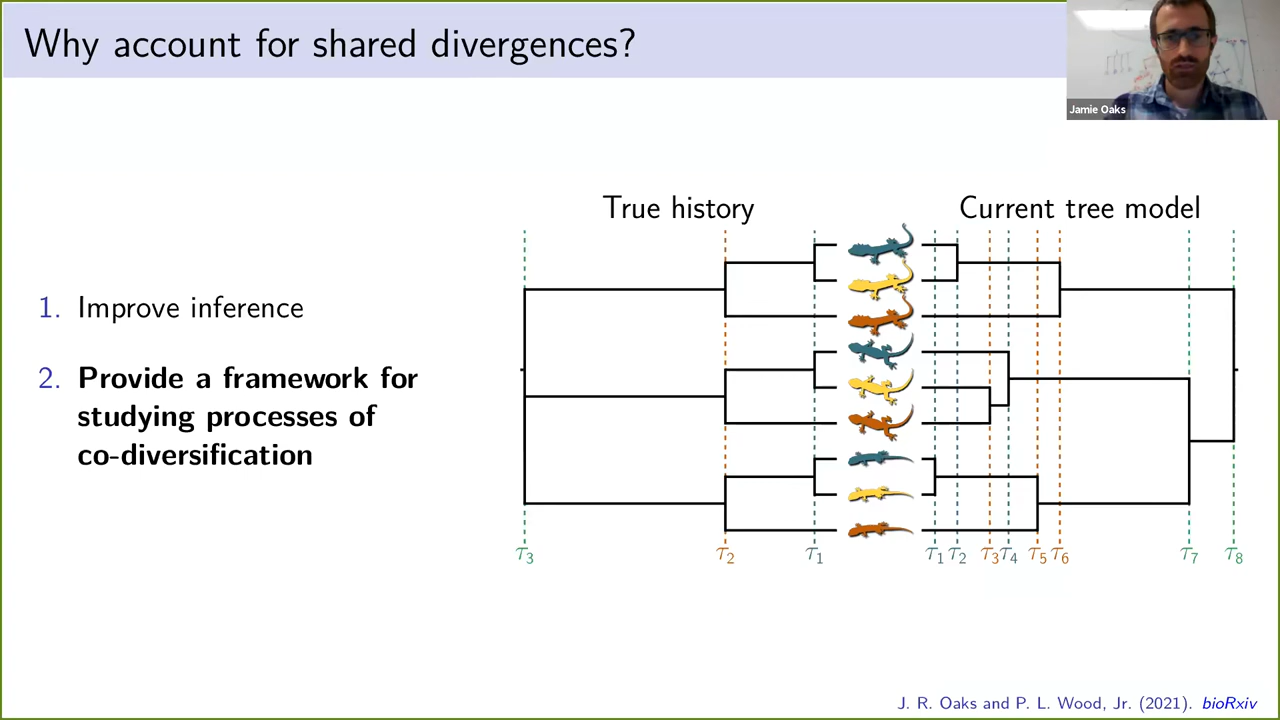 Why account for shared divergences?
Jamie Oaks
True history
Current tree model
1. Improve inference
2. Provide a framework for
studying processes of
co-diversification
τ3 τ2 τ1 τ1 τ2 τ3 τ4 τ5 τ6 τ7 τ8
J. R. Oaks and P. L. Wood, Jr. (2021). bioRxiv